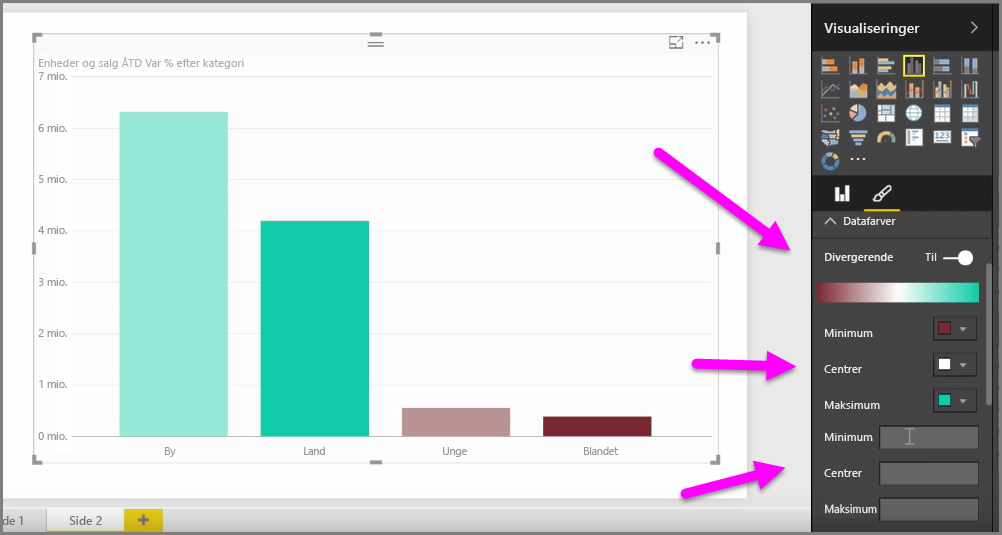 Visualiseringer
Enheder og salg ÅTD Var % efter kategori
7 mio.
6 mio.
5 mio.
4 mio.
3 mio.
2 mio.
1 mio.
0 mio.
By
Land
Unge
Blandet
123
Datafarver
Divergerende Til
Minimum
Centrer
Maksimum
Minimum
Centrer
Maksimum
de 1
Side 2